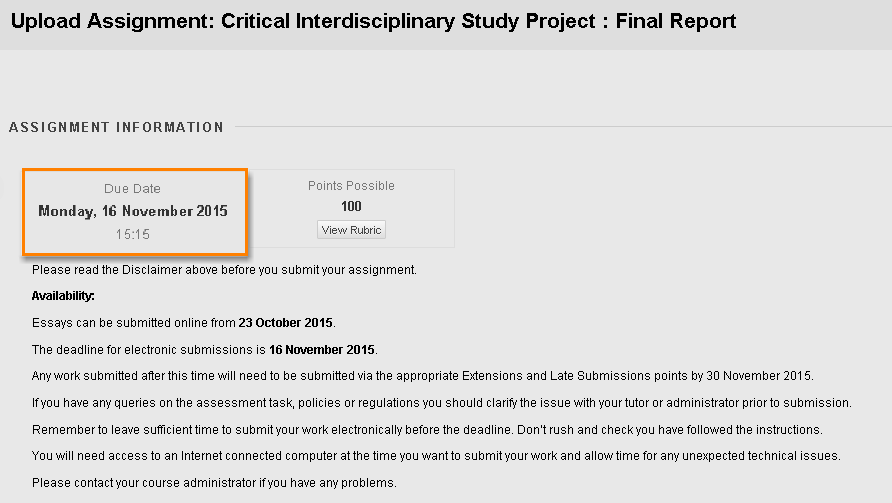 Upload Assignment: Critical Interdisciplinary Study Project : Final Report
ASSIGNMENT INFORMATION
Due Date
Monday, 16 November 2015
15:15
Points Possible
100
View Rubric
Please read the Disclaimer above before you submit your assignment.
Availability:
Essays can be submitted online from 23 October 2015.
The deadline for electronic submissions is 16 November 2015.
Any work submitted after this time will need to be submitted via the appropriate Extensions and Late Submissions points by 30 November 2015.
If you have any queries on the assessment task, policies or regulations you should clarify the issue with your tutor or administrator prior to submission.
Remember to leave sufficient time to submit your work electronically before the deadline. Don't rush and check you have followed the instructions.
You will need access to an Internet connected computer at the time you want to submit your work and allow time for any unexpected technical issues.
Please contact your course administrator if you have any problems.